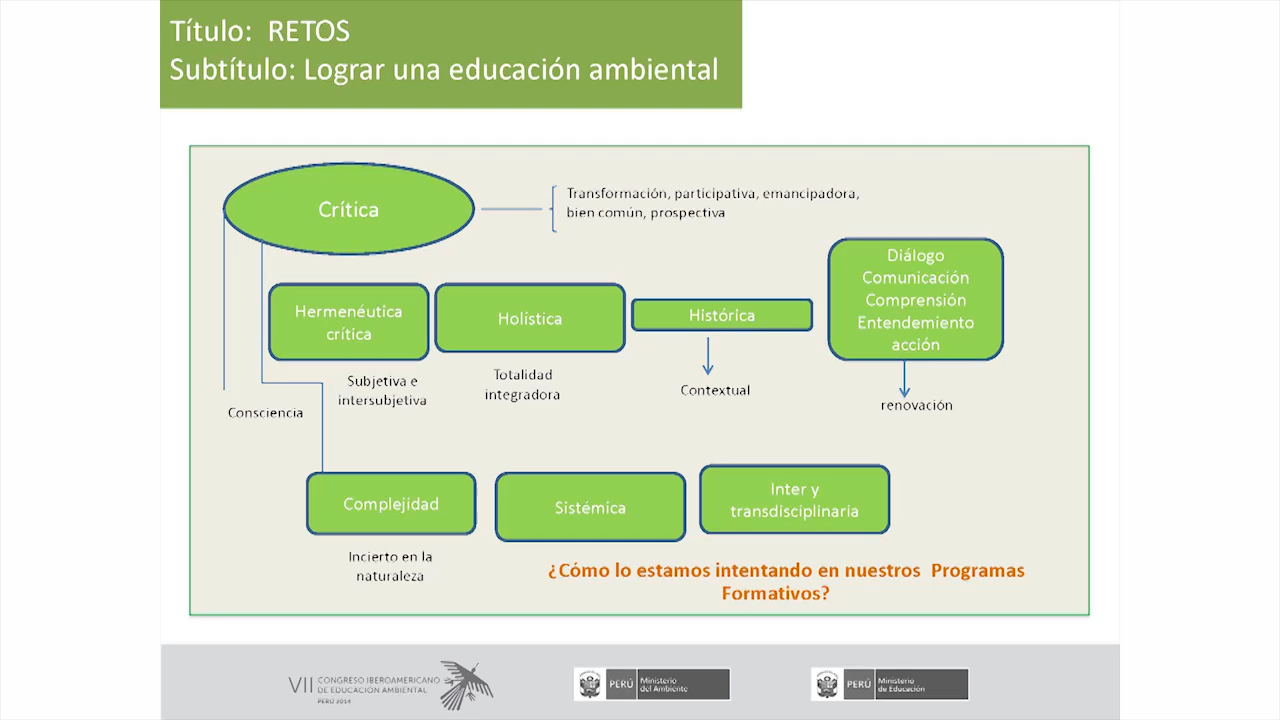 Título:  RETOS
Subtítulo: Lograr una educación ambiental
Crítica
Transformación, participativa, emancipadora,
bien común, prospectiva
Hermenéutica
crítica
Holística
Histórica
Diálogo
Comunicación
Comprensión
Entendemiento
acción
Subjetiva e
intersubjetiva
Totalidad
integradora
Contextual
renovación
Consciencia
Complejidad
Sistémica
Inter y
transdisciplinaria
Incierto en la
naturaleza
¿Cómo lo estamos intentando en nuestros  Programas
Formativos?
VII CONGRESO IBEROAMERICANO
DE EDUCACIÓN AMBIENTAL
PERÚ 2014
PERÚ
Ministerio
del Ambiente
PERÚ
Ministerio
de Educación